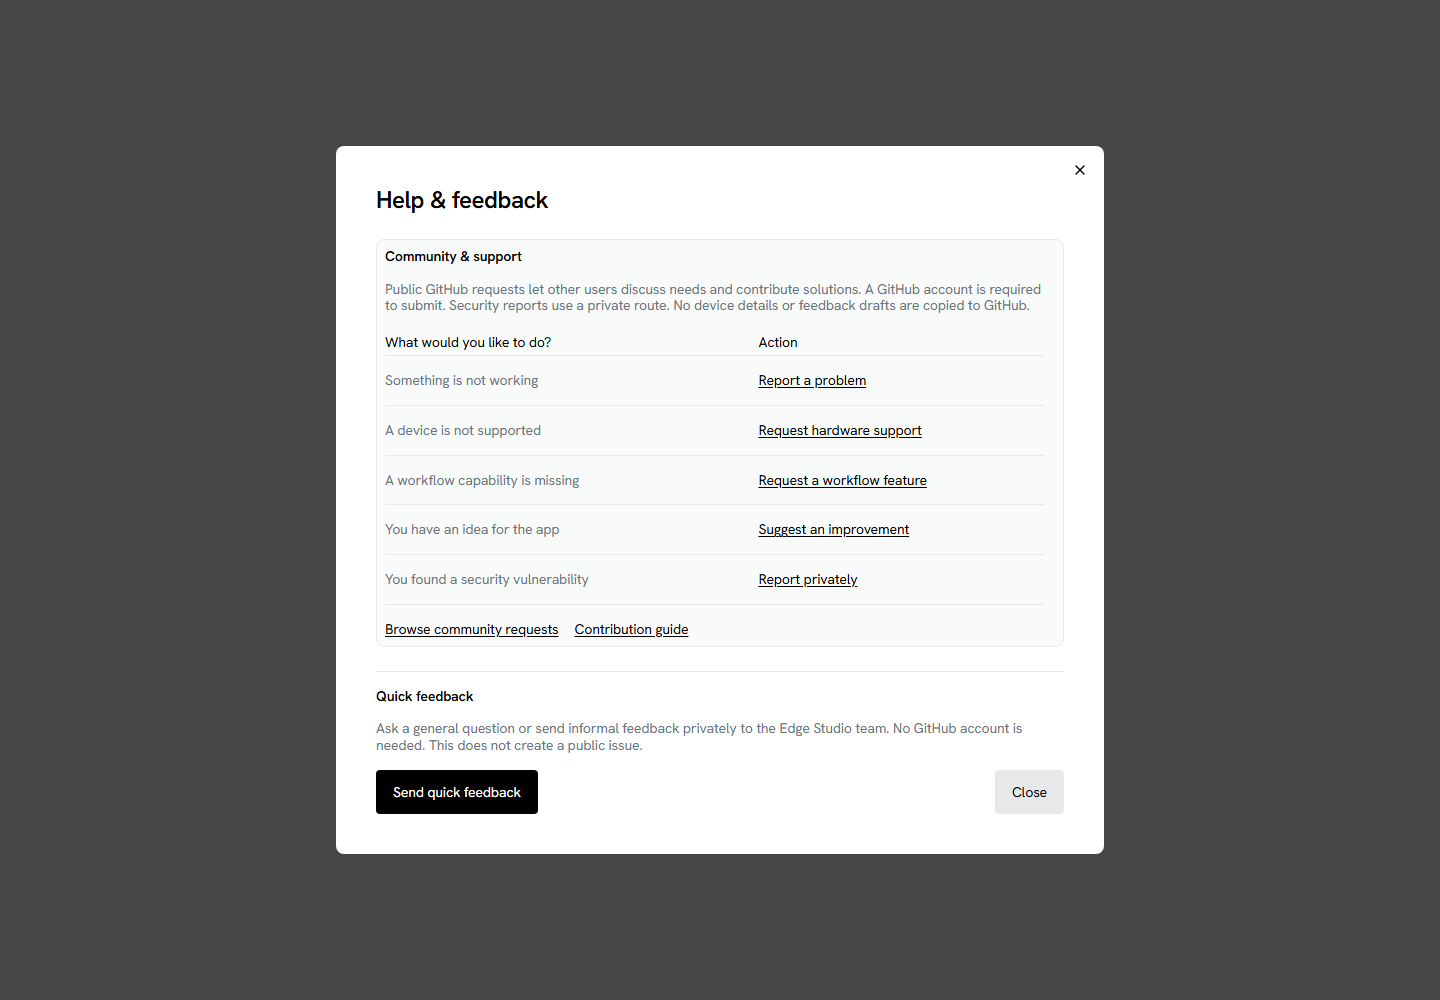 Help & feedback
Community & support
Public GitHub requests let other users discuss needs and contribute solutions. A GitHub account is required
to submit. Security reports use a private route. No device details or feedback drafts are copied to GitHub.
What would you like to do? Action
Something is not working Report a problem
A device is not supported Request hardware support
A workflow capability is missing Request a workflow feature
You have an idea for the app Suggest an improvement
You found a security vulnerability Report privately
Browse community requests Contribution guide
Quick feedback
Ask a general question or send informal feedback privately to the Edge Studio team. No GitHub account is
needed. This does not create a public issue.
Send quick feedback Close